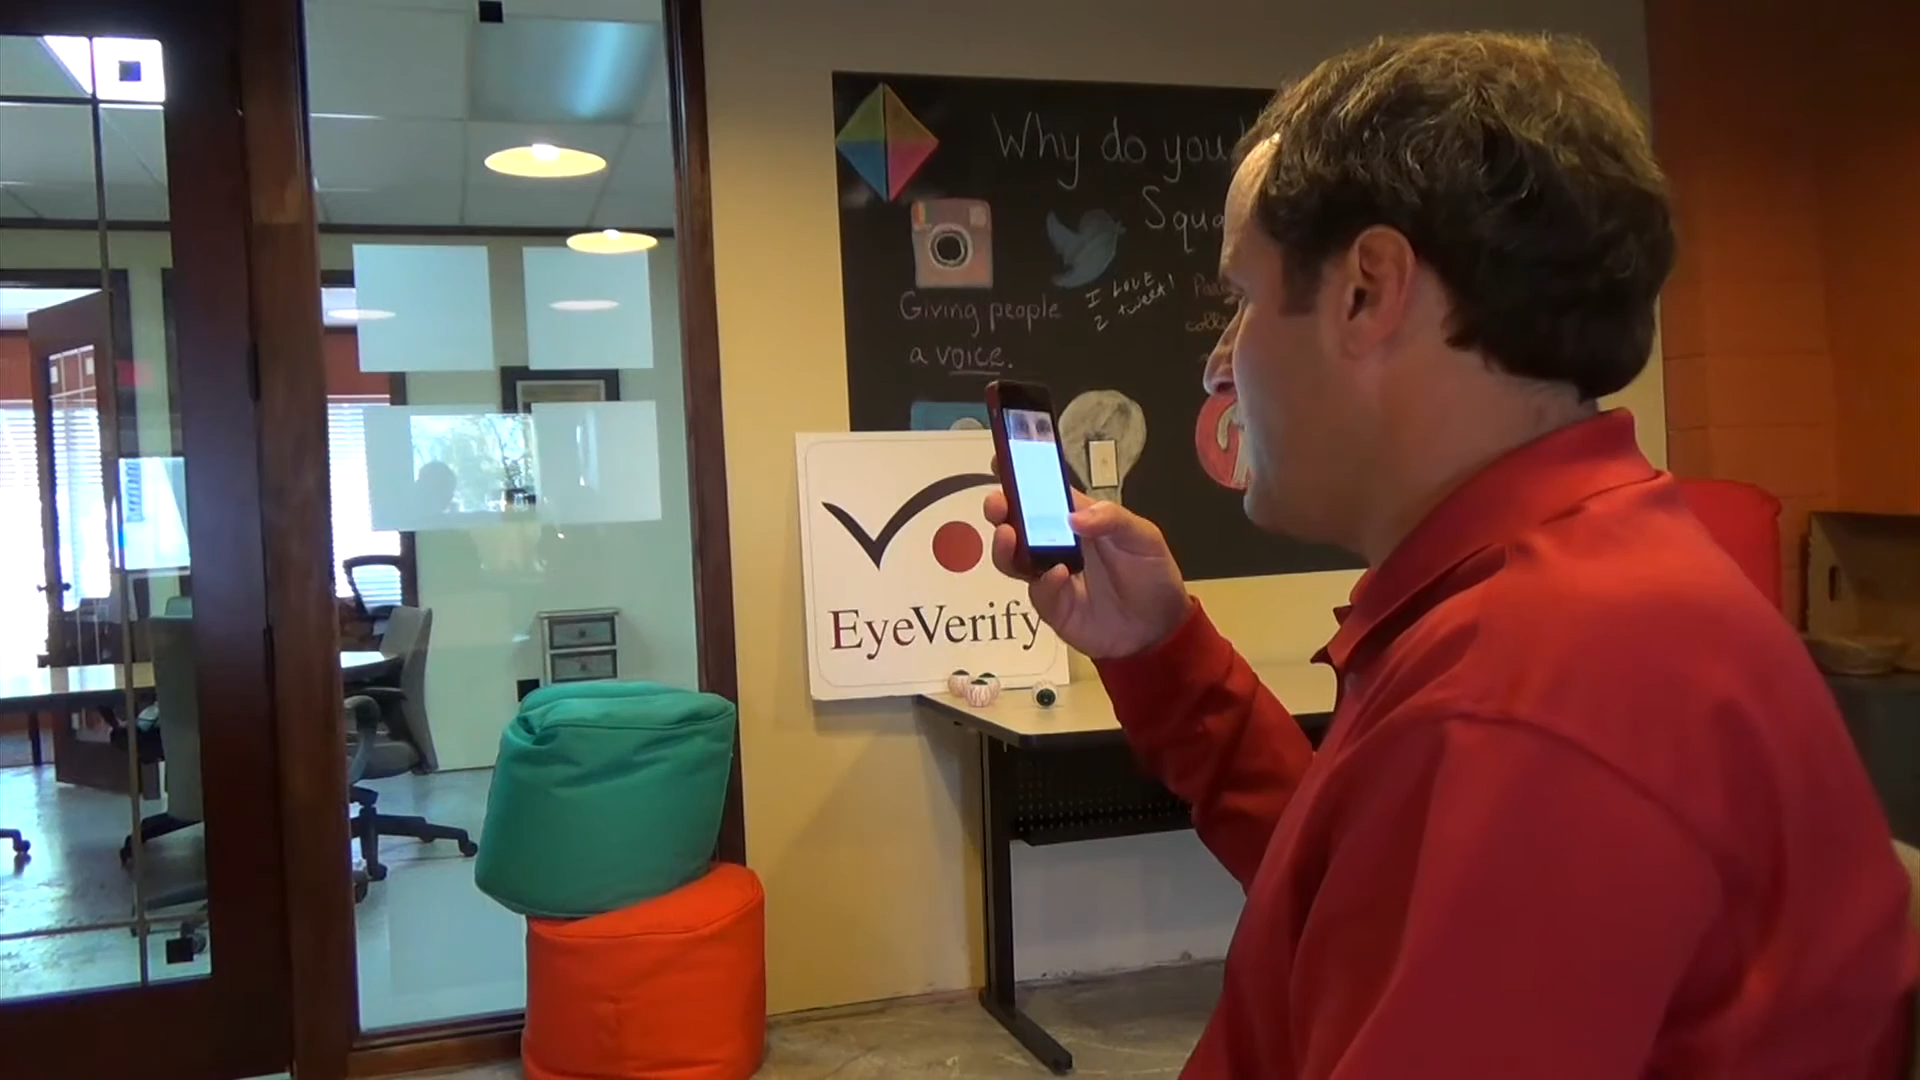 Why do you
Squa
Giving people
a voice.
I LOVE
2 tweet!
EyeVerify